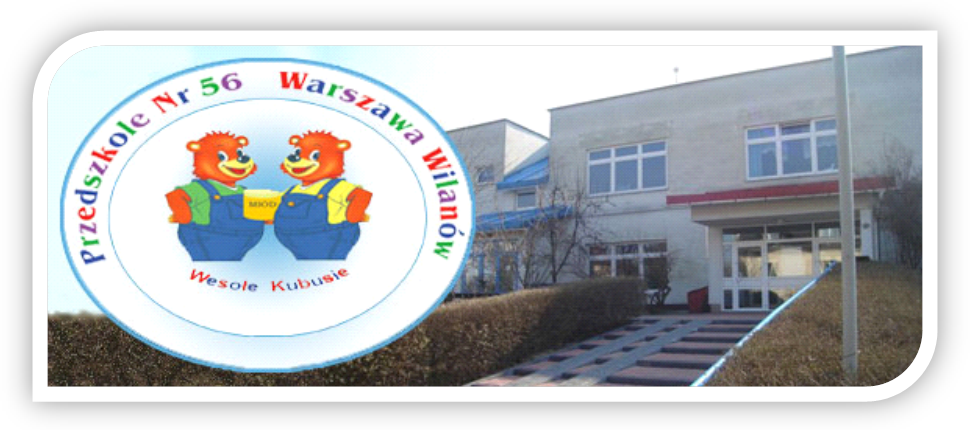 Przedszkole Nr 56 Warszawa Wilanów
MIÓD
Wesołe Kubusie